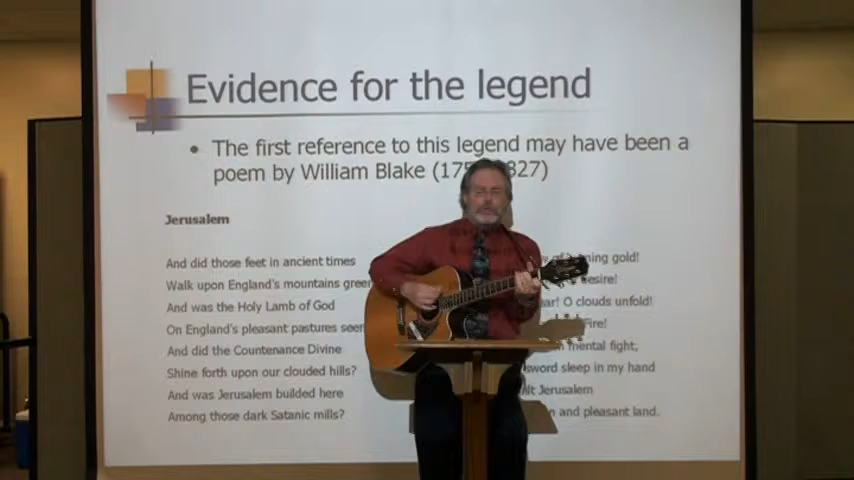 Evidence for the legend
• The first reference to this legend may have been a
poem by William Blake (17 827)
Jerusalem
And did those feet in ancient times
Walk upon England's mountains green
And was the Holy Lamb of God
On England's pleasant pastures seen
And did the Countenance Divine
Shine forth upon our clouded hills?
And was Jerusalem builded here
Among those dark Satanic mills?
gold!
desire!
O clouds unfold!
Fire!
mental fight,
sword sleep in my hand
Jerusalem
and pleasant land.